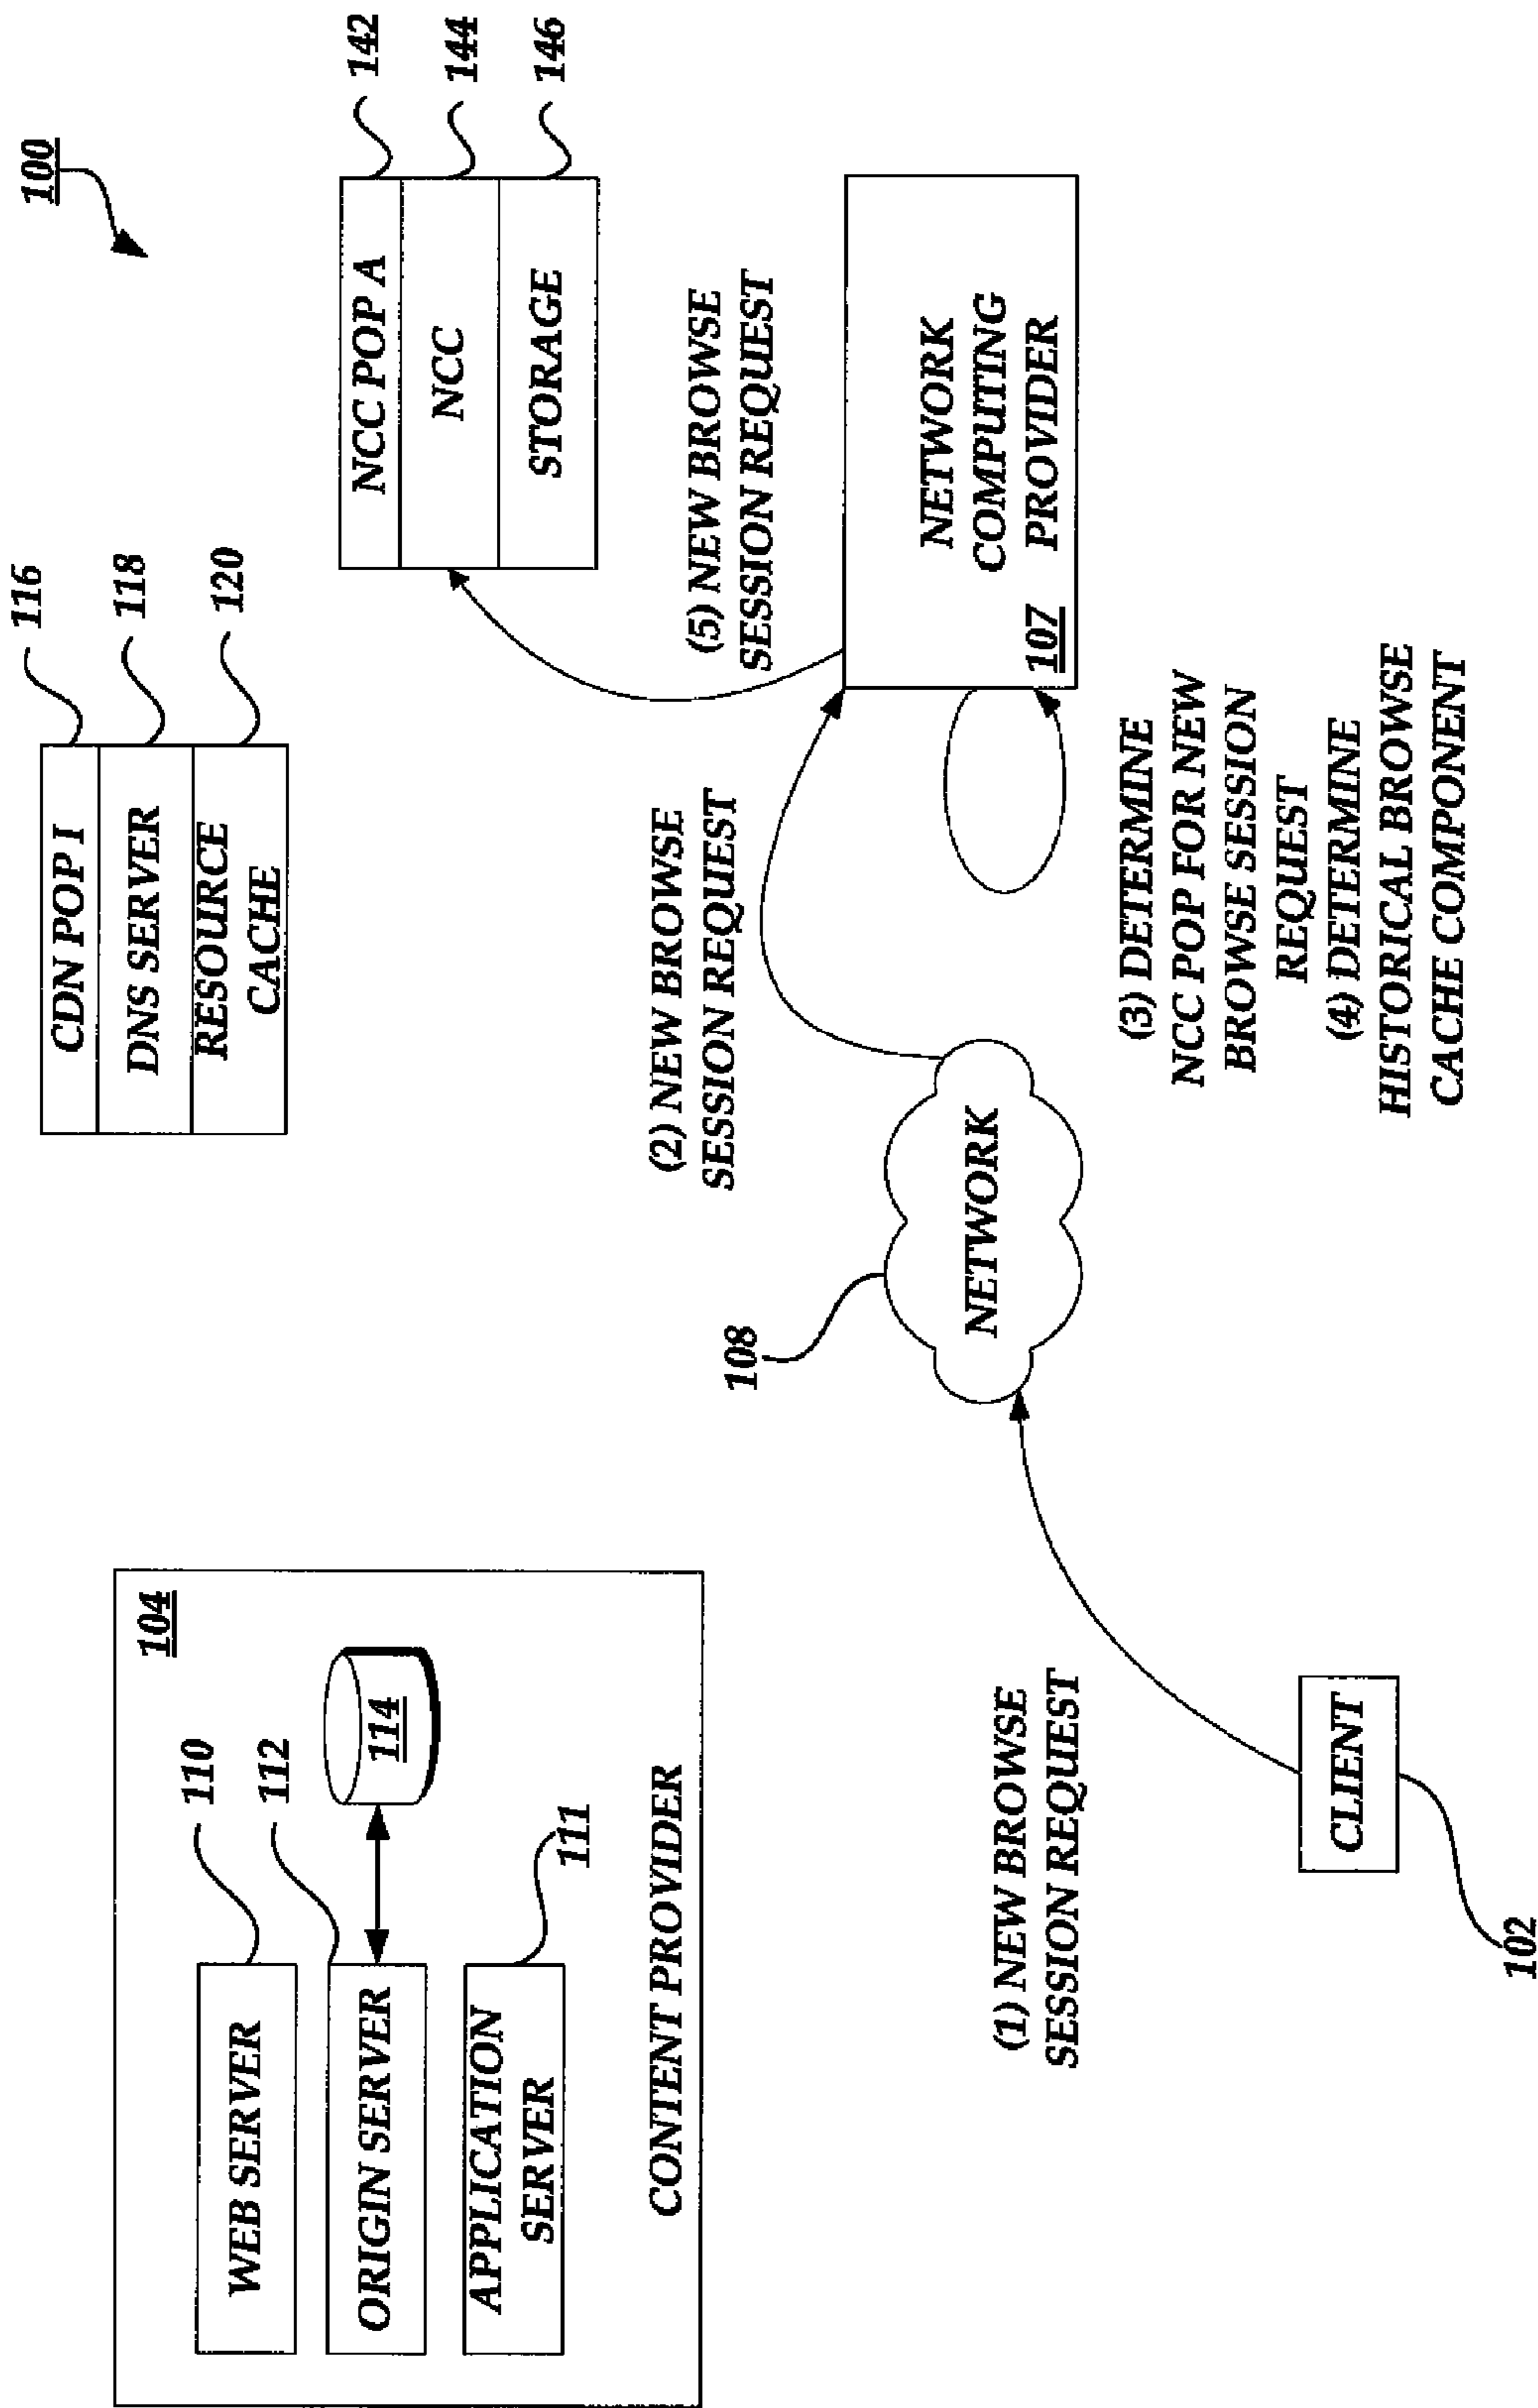 100
104
WEB SERVER
110
ORIGIN SERVER
112
114
APPLICATION
SERVER
111
CONTENT PROVIDER
CDN POP I
116
DNS SERVER
118
RESOURCE
CACHE
120
NCC POP A
142
NCC
144
STORAGE
146
(1) NEW BROWSE
SESSION REQUEST
CLIENT
102
108
NETWORK
(2) NEW BROWSE
SESSION REQUEST
(5) NEW BROWSE
SESSION REQUEST
NETWORK
COMPUTING
PROVIDER
107
(3) DETERMINE
NCC POP FOR NEW
BROWSE SESSION
REQUEST
(4) DETERMINE
HISTORICAL BROWSE
CACHE COMPONENT